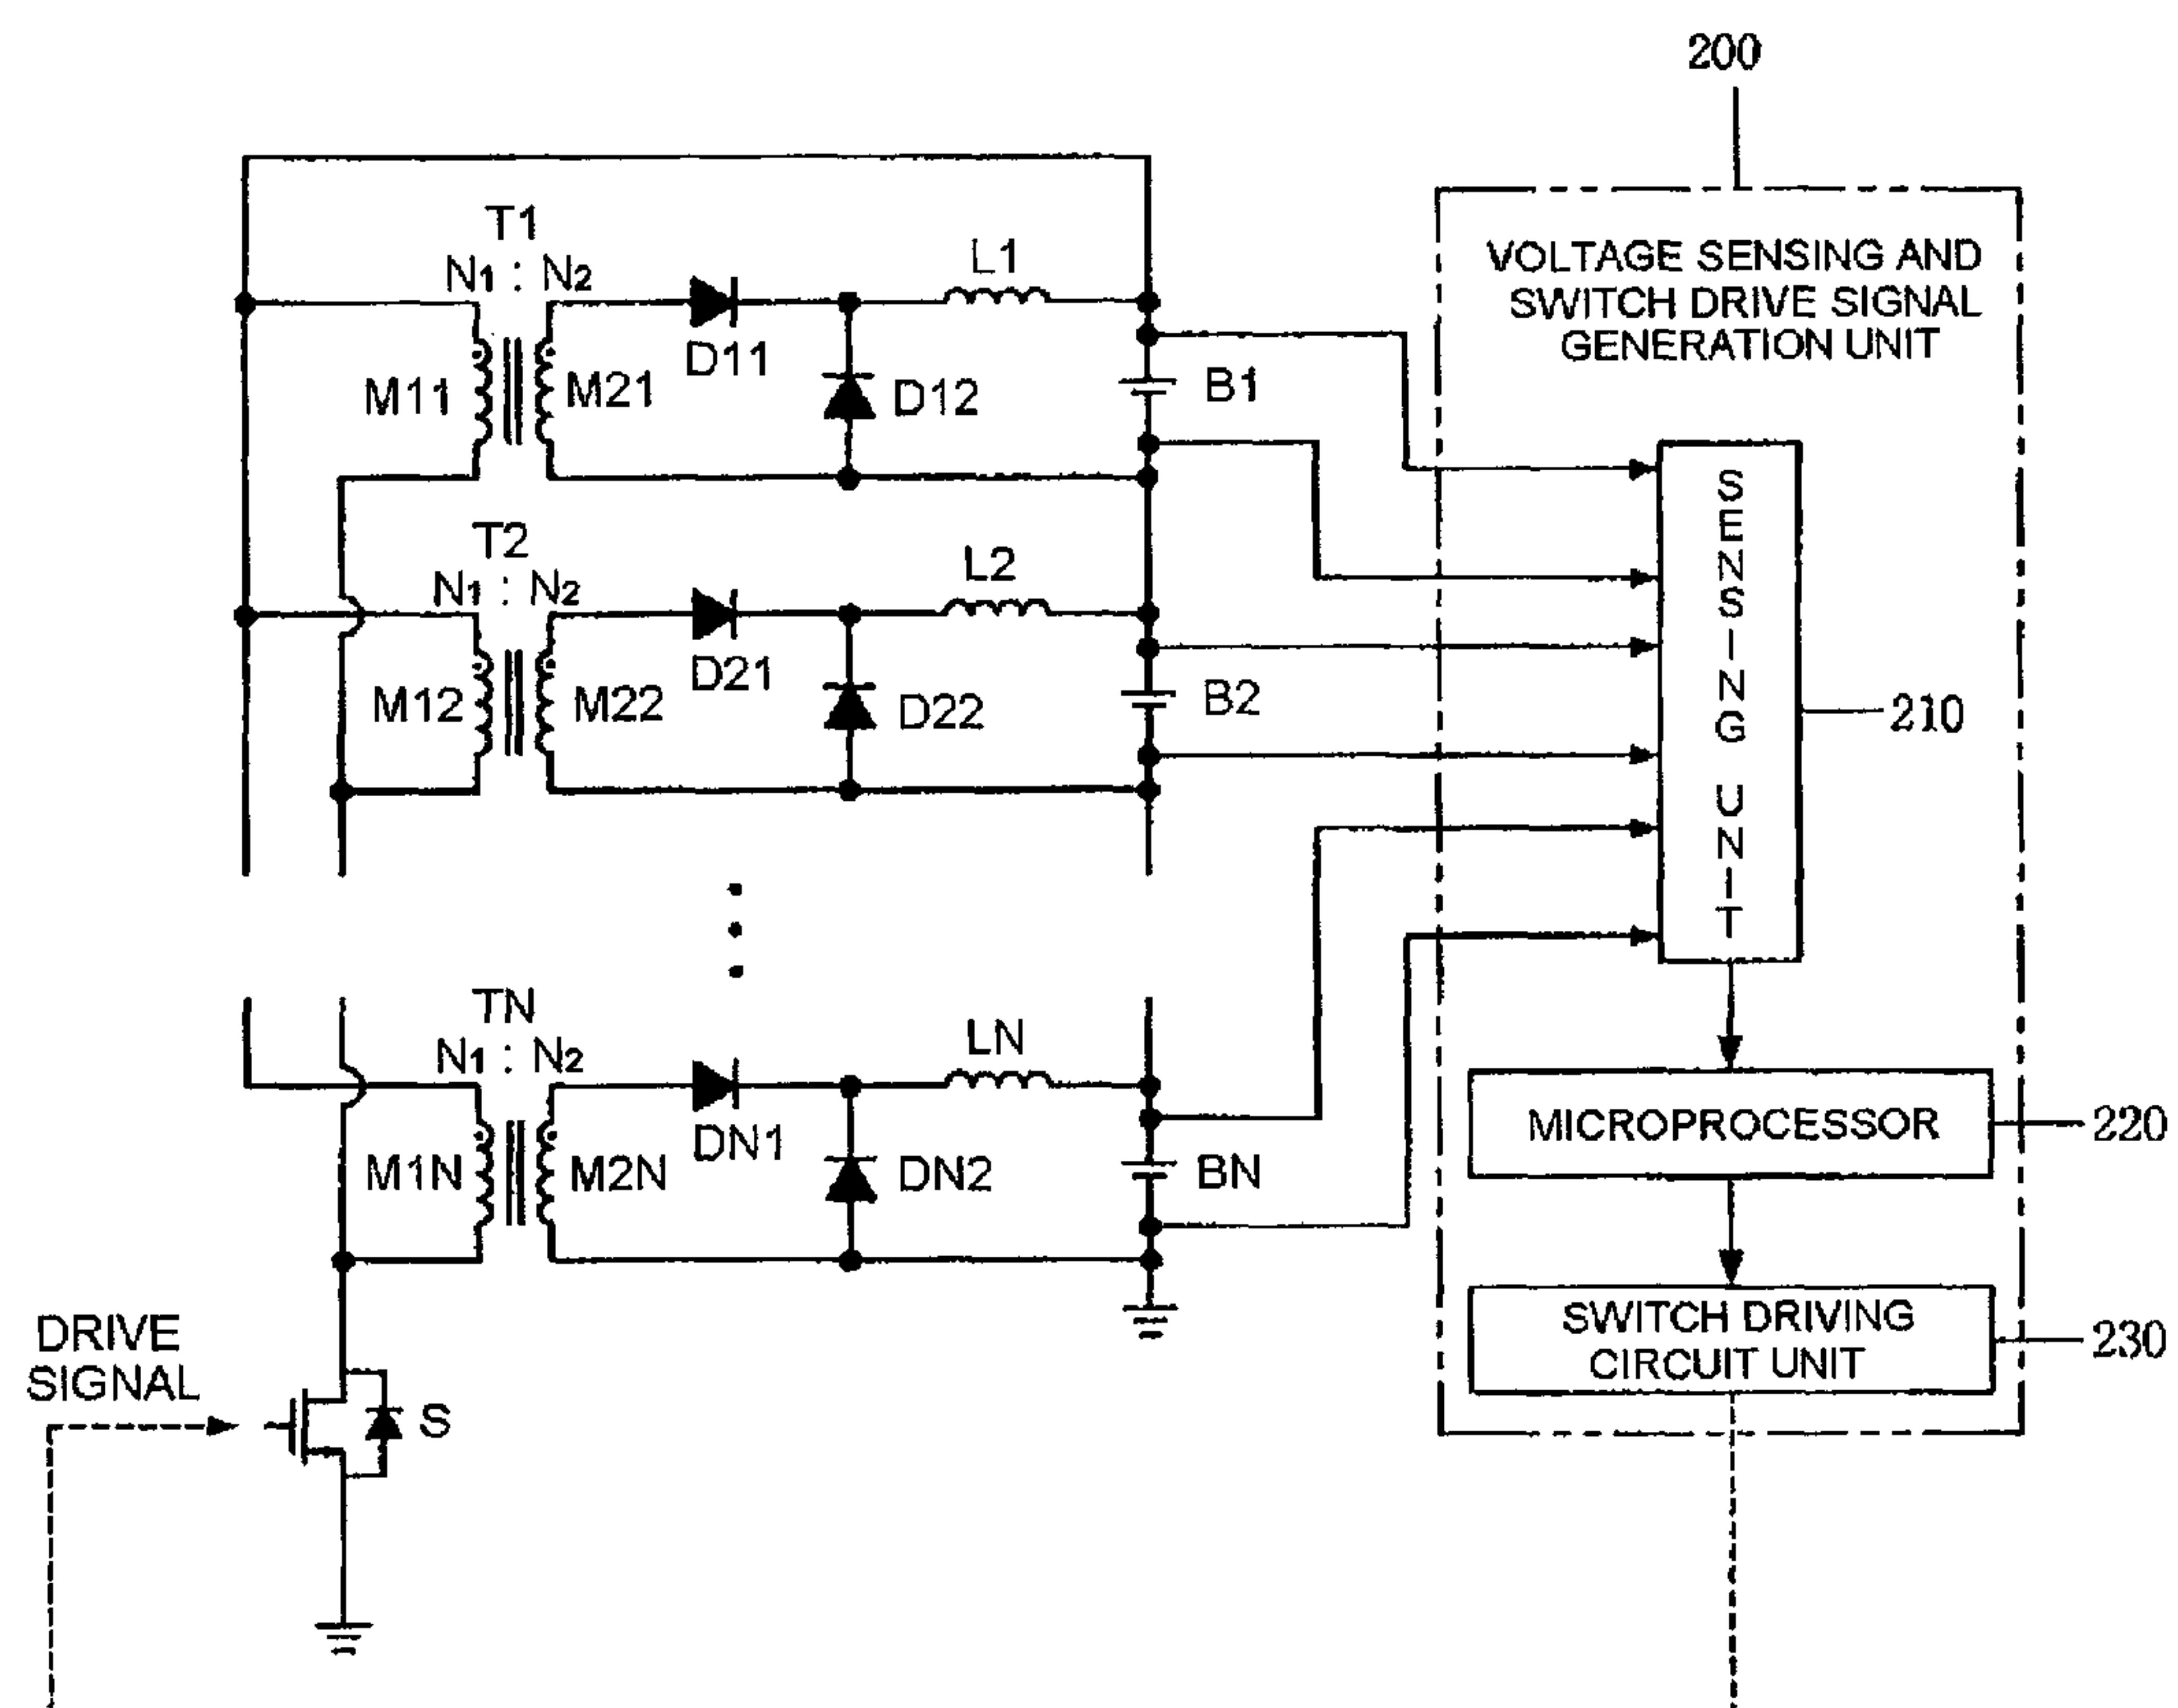 200
VOLTAGE SENSING AND
SWITCH DRIVE SIGNAL
GENERATION UNIT
T1
N1 : N2
L1
D11
M11
M21
D12
B1
SENSING UNIT
T2
N1 : N2
L2
D21
M12
M22
D22
B2
210
TN
N1 : N2
LN
DN1
M1N
M2N
DN2
BN
MICROPROCESSOR
220
SWITCH DRIVING
CIRCUIT UNIT
230
DRIVE
SIGNAL
S